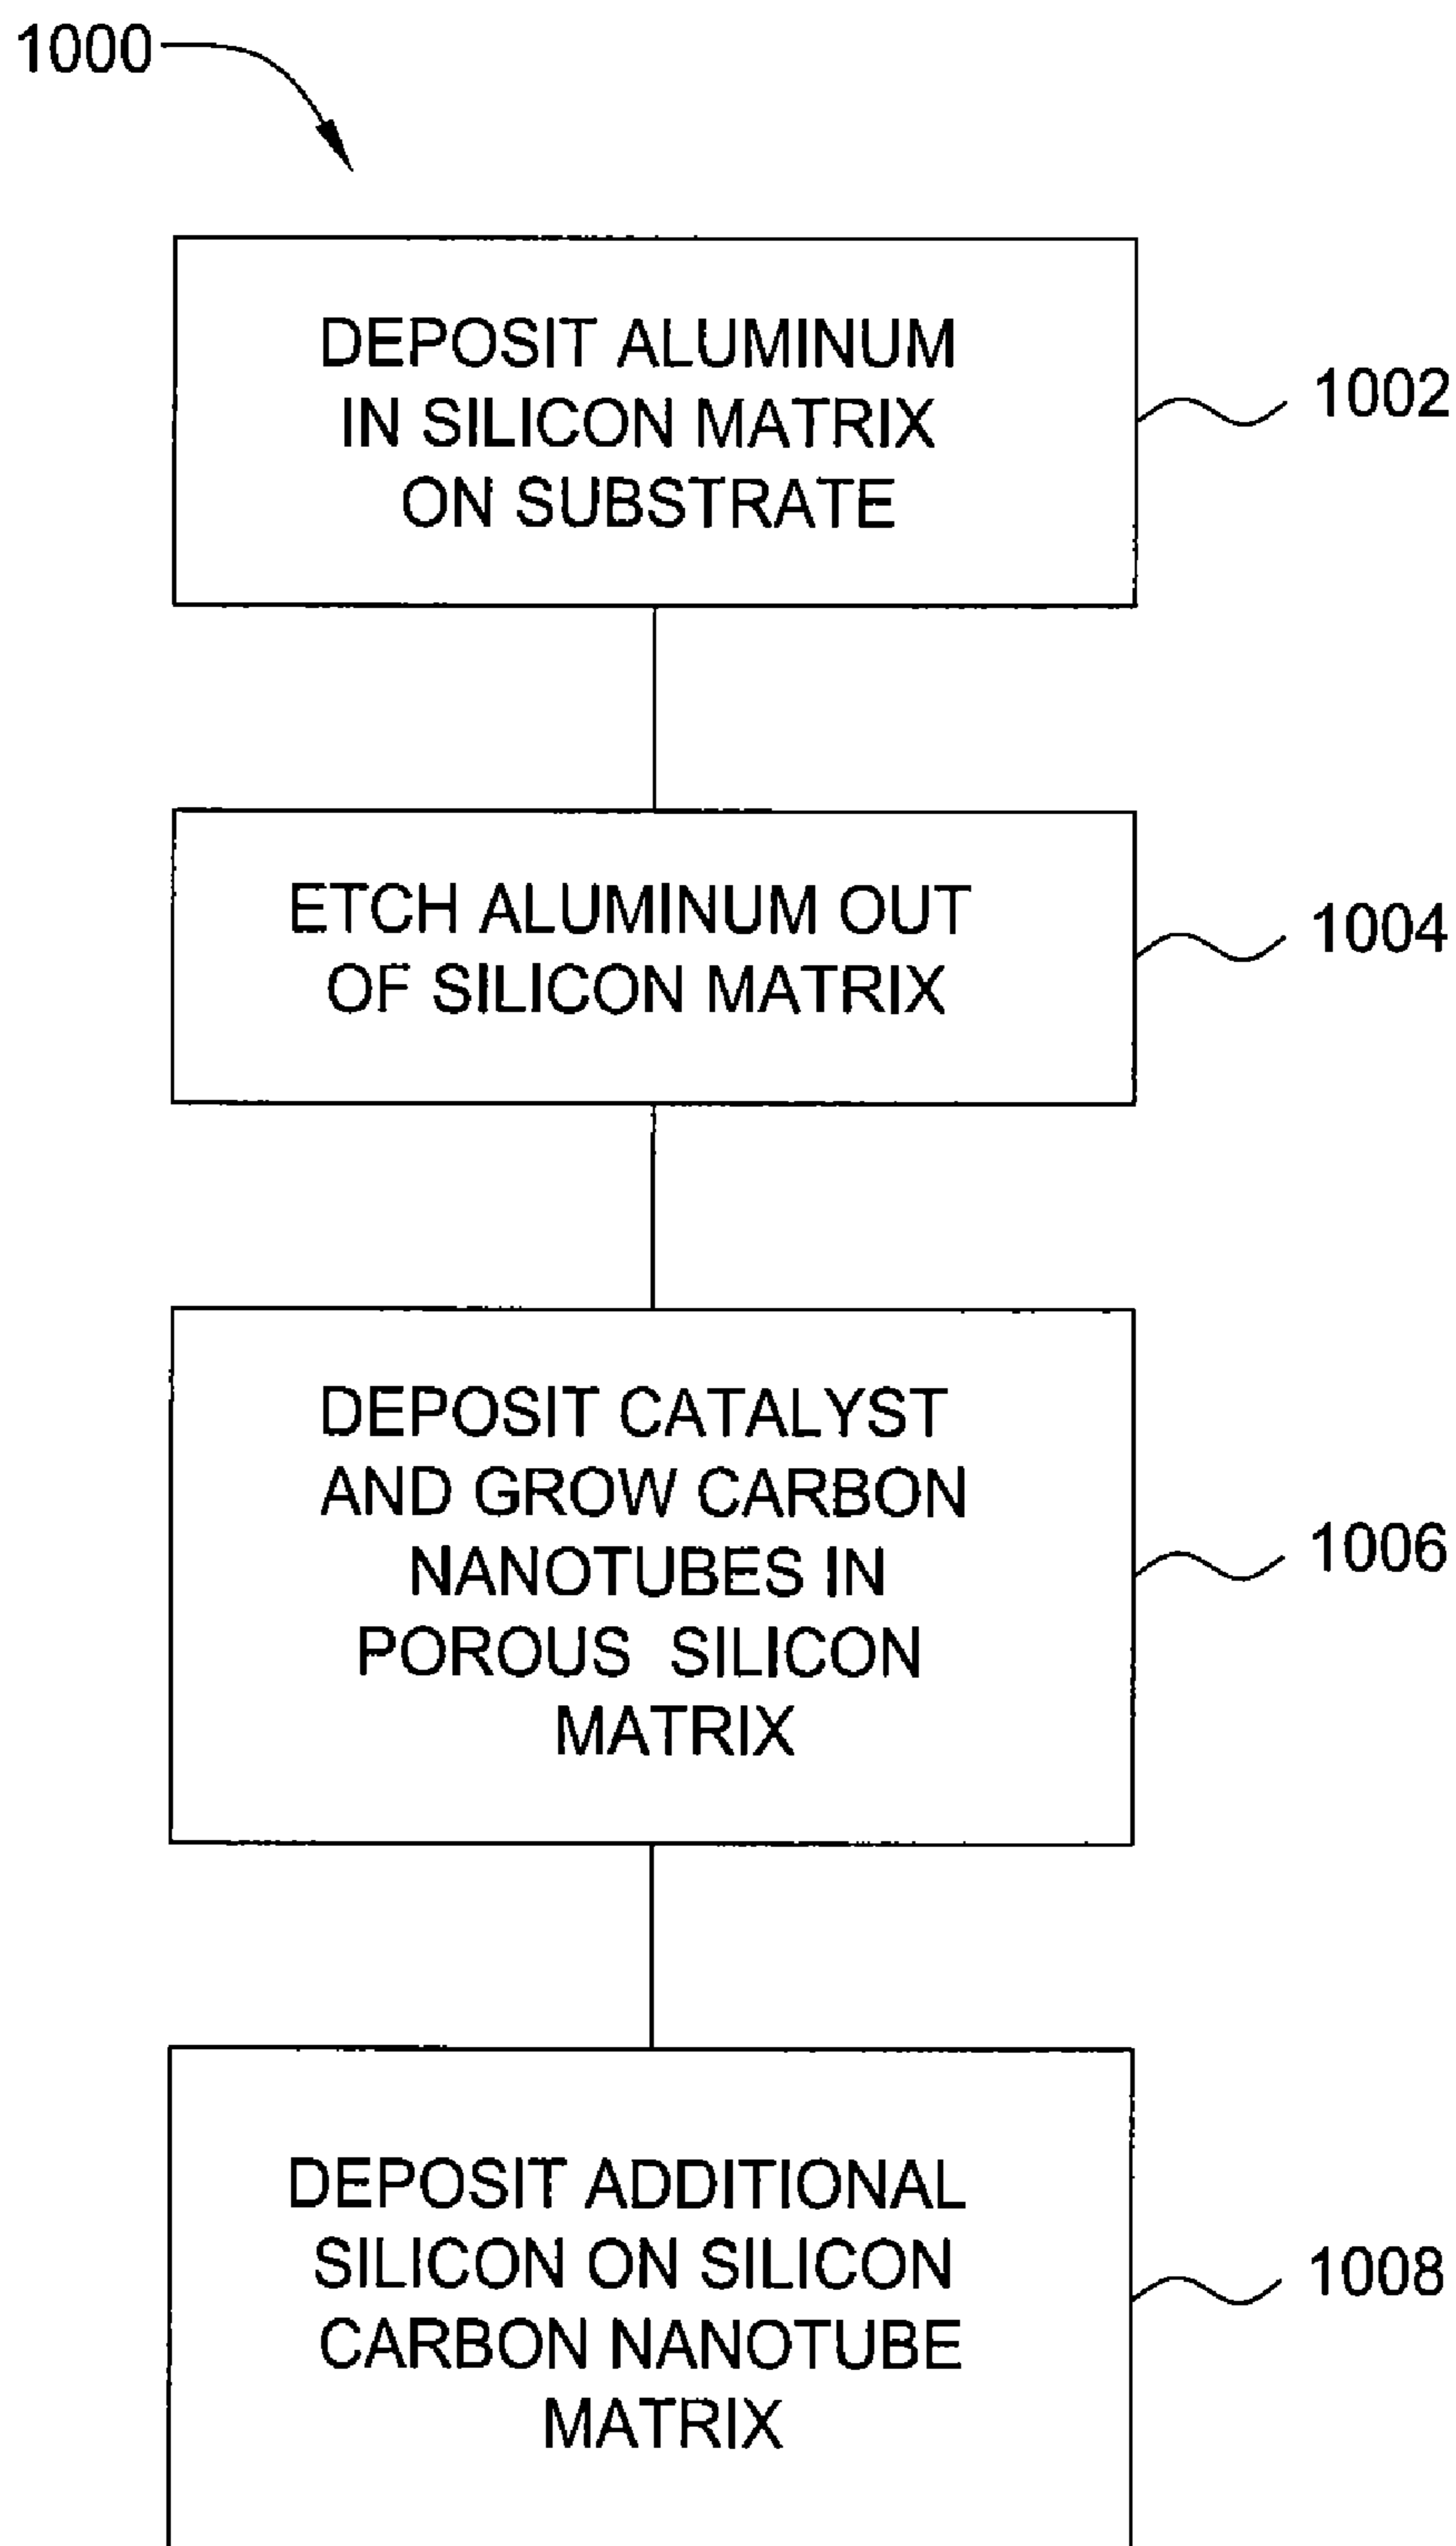 1000
DEPOSIT ALUMINUM
IN SILICON MATRIX
ON SUBSTRATE
1002
ETCH ALUMINUM OUT
OF SILICON MATRIX
1004
DEPOSIT CATALYST
AND GROW CARBON
NANOTUBES IN
POROUS SILICON
MATRIX
1006
DEPOSIT ADDITIONAL
SILICON ON SILICON
CARBON NANOTUBE
MATRIX
1008